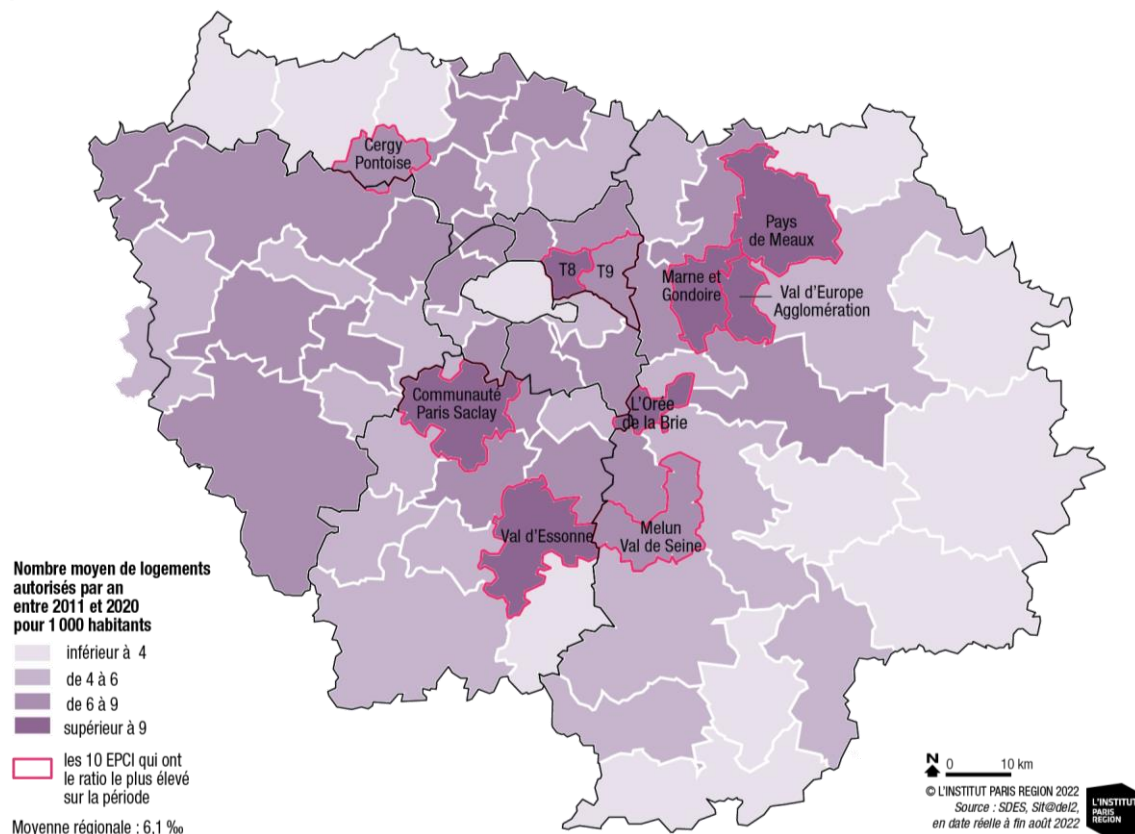 Cergy
Pontoise
Pays
de Meaux
T8
T9
Marne et
Gondoire
Val d'Europe
Agglomération
Communauté
Paris Saclay
L'Orée
de la Brie
Val d'Essonne
Melun
Val de Seine
Nombre moyen de logements
autorisés par an
entre 2011 et 2020
pour 1 000 habitants
inférieur à 4
de 4 à 6
de 6 à 9
supérieur à 9
les 10 EPCI qui ont
le ratio le plus élevé
sur la période
Moyenne régionale : 6,1 ‰
N
0 10 km
© L'INSTITUT PARIS REGION 2022
Source : SDES, Sit@del2,
en date réelle à fin août 2022
L'INSTITUT
PARIS
REGION